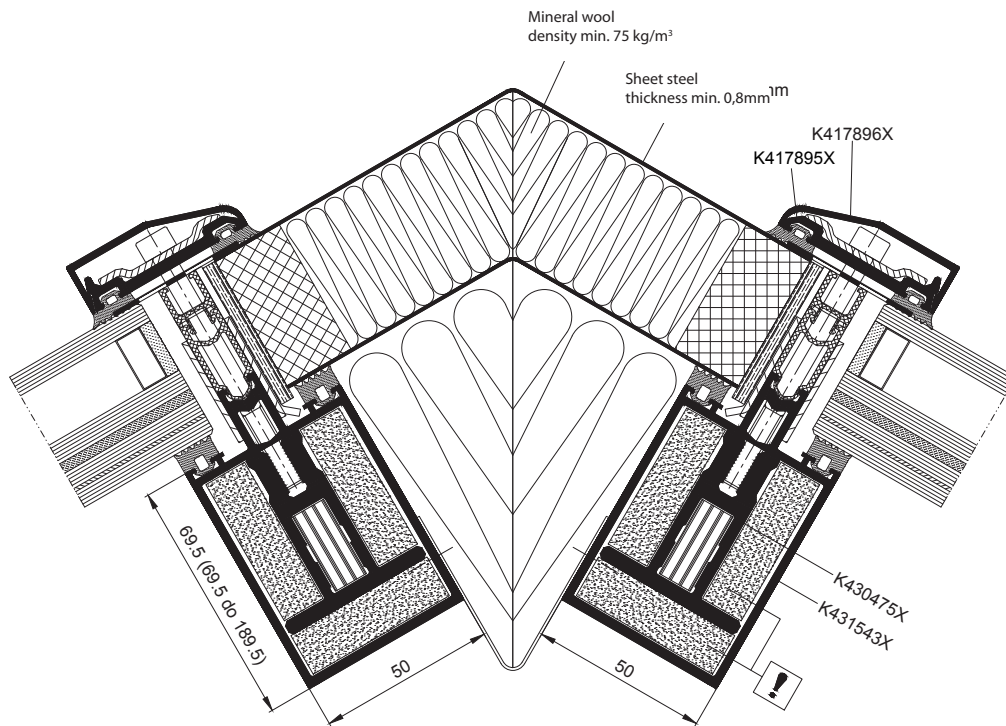 Mineral wool
density min. 75 kg/m³
Sheet steel
thickness min. 0,8mm
K417896X
K417895X
K430475X
K431543X
69.5 (69.5 do 189.5)
50
50
!